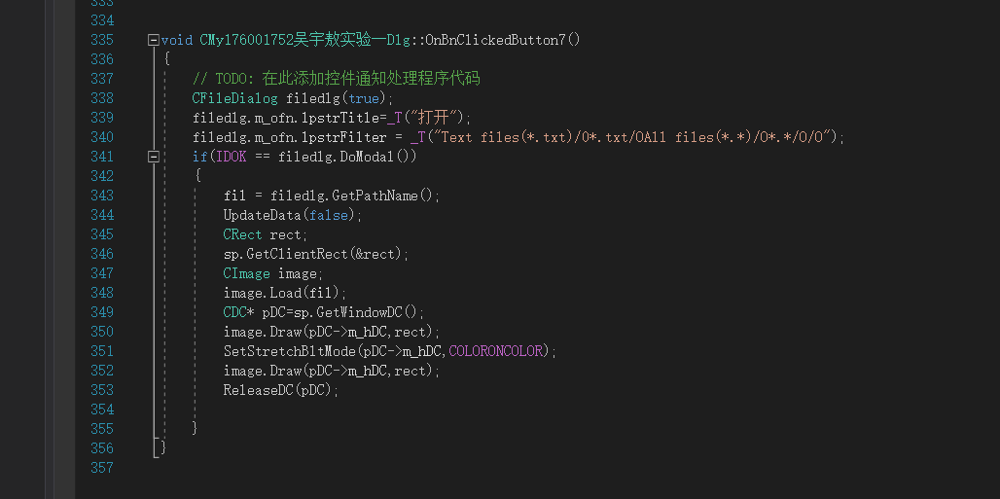 333
334
335 void CMy176001752吴宇敖实验一Dlg::OnBnClickedButton7()
336 {
337 // TODO: 在此添加控件通知处理程序代码
338 CFileDialog filedlg(true);
339 filedlg.m_ofn.lpstrTitle=_T("打开");
340 filedlg.m_ofn.lpstrFilter = _T("Text files(*.txt)/0*.txt/0All files(*.*)/0*.*/0/0");
341 if(IDOK == filedlg.DoModal())
342 {
343 fil = filedlg.GetPathName();
344 UpdateData(false);
345 CRect rect;
346 sp.GetClientRect(&rect);
347 CImage image;
348 image.Load(fil);
349 CDC* pDC=sp.GetWindowDC();
350 image.Draw(pDC->m_hDC,rect);
351 SetStretchBltMode(pDC->m_hDC,COLORONCOLOR);
352 image.Draw(pDC->m_hDC,rect);
353 ReleaseDC(pDC);
354
355 }
356 }
357